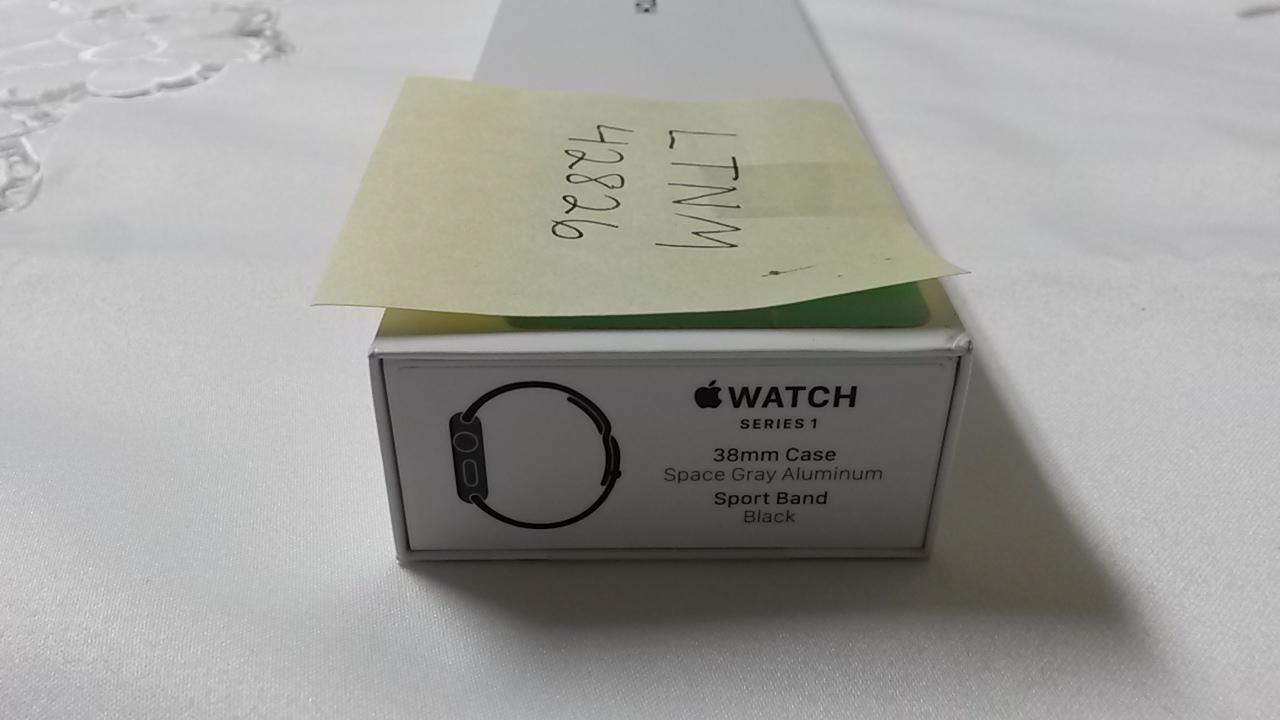 LTNM
42826
WATCH
SERIES 1
38mm Case
Space Gray Aluminum
Sport Band
Black